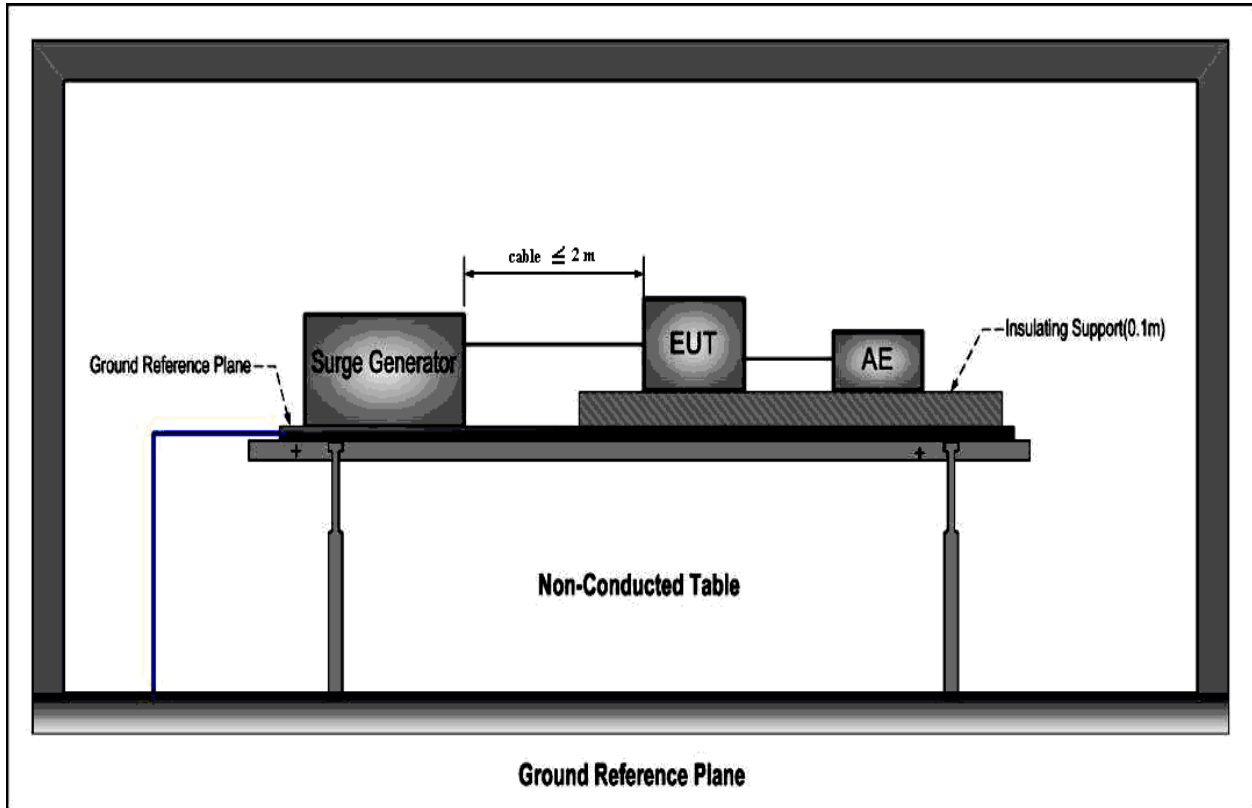 cable ≦ 2 m
Surge Generator
EUT
AE
Insulating Support(0.1m)
Ground Reference Plane
+
+
Non-Conducted Table
Ground Reference Plane